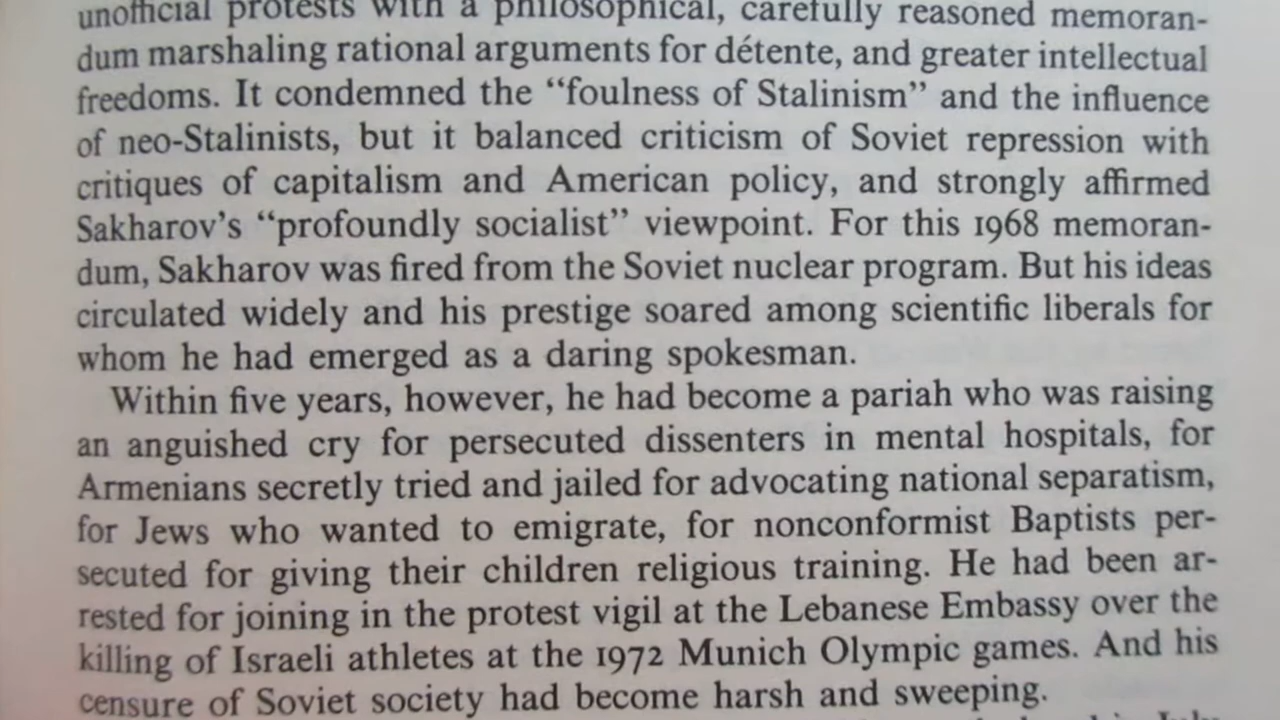 unofficial protests with a philosophical, carefully reasoned memoran-
dum marshaling rational arguments for détente, and greater intellectual
freedoms. It condemned the “foulness of Stalinism” and the influence
of neo-Stalinists, but it balanced criticism of Soviet repression with
critiques of capitalism and American policy, and strongly affirmed
Sakharov’s “profoundly socialist” viewpoint. For this 1968 memoran-
dum, Sakharov was fired from the Soviet nuclear program. But his ideas
circulated widely and his prestige soared among scientific liberals for
whom he had emerged as a daring spokesman.
Within five years, however, he had become a pariah who was raising
an anguished cry for persecuted dissenters in mental hospitals, for
Armenians secretly tried and jailed for advocating national separatism,
for Jews who wanted to emigrate, for nonconformist Baptists per-
secuted for giving their children religious training. He had been ar-
rested for joining in the protest vigil at the Lebanese Embassy over the
killing of Israeli athletes at the 1972 Munich Olympic games. And his
censure of Soviet society had become harsh and sweeping.